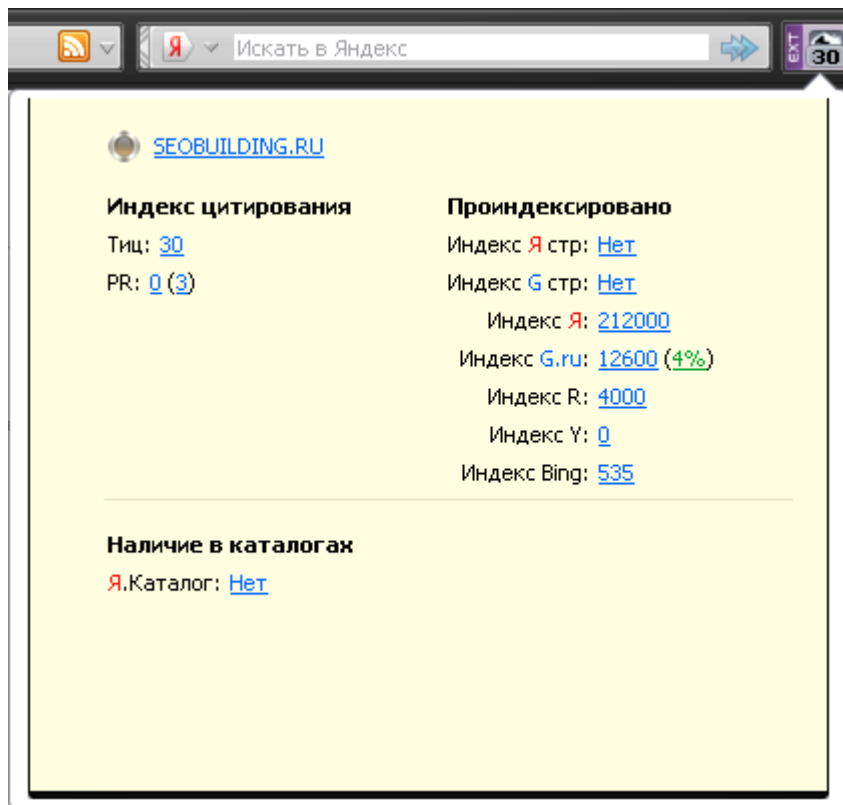 Я Искать в Яндекс
EXT
30
SEOBUILDING.RU
Индекс цитирования
Тиц: 30
PR: 0 (3)
Проиндексировано
Индекс Я стр: Нет
Индекс G стр: Нет
Индекс Я: 212000
Индекс G.ru: 12600 (4%)
Индекс R: 4000
Индекс Y: 0
Индекс Bing: 535
Наличие в каталогах
Я.Каталог: Нет